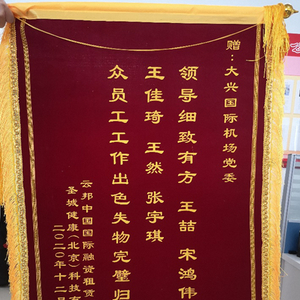 赠：大兴国际机场党委
领导细致有方 王喆 宋鸿伟
王佳琦 王然 张宇琪
众员工工作出色失物完璧归
云邦中国国际融资租赁
圣城健康（北京）科技有
二〇二〇年十二月